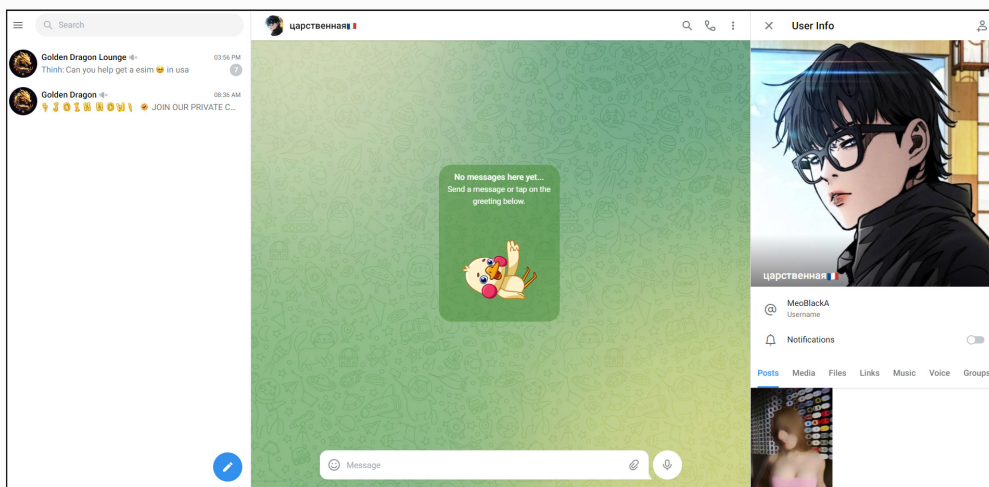 Search
Golden Dragon Lounge
03:56 PM
Thinh: Can you help get a esim 🥹 in usa
?
Golden Dragon
08:36 AM
JOIN NOW! JOIN OUR PRIVATE C...
царственная🇫🇷
No messages here yet...
Send a message or tap on the
greeting below.
Message
User Info
царственная🇫🇷
@ MeoBlackA
Username
Notifications
Posts Media Files Links Music Voice Groups